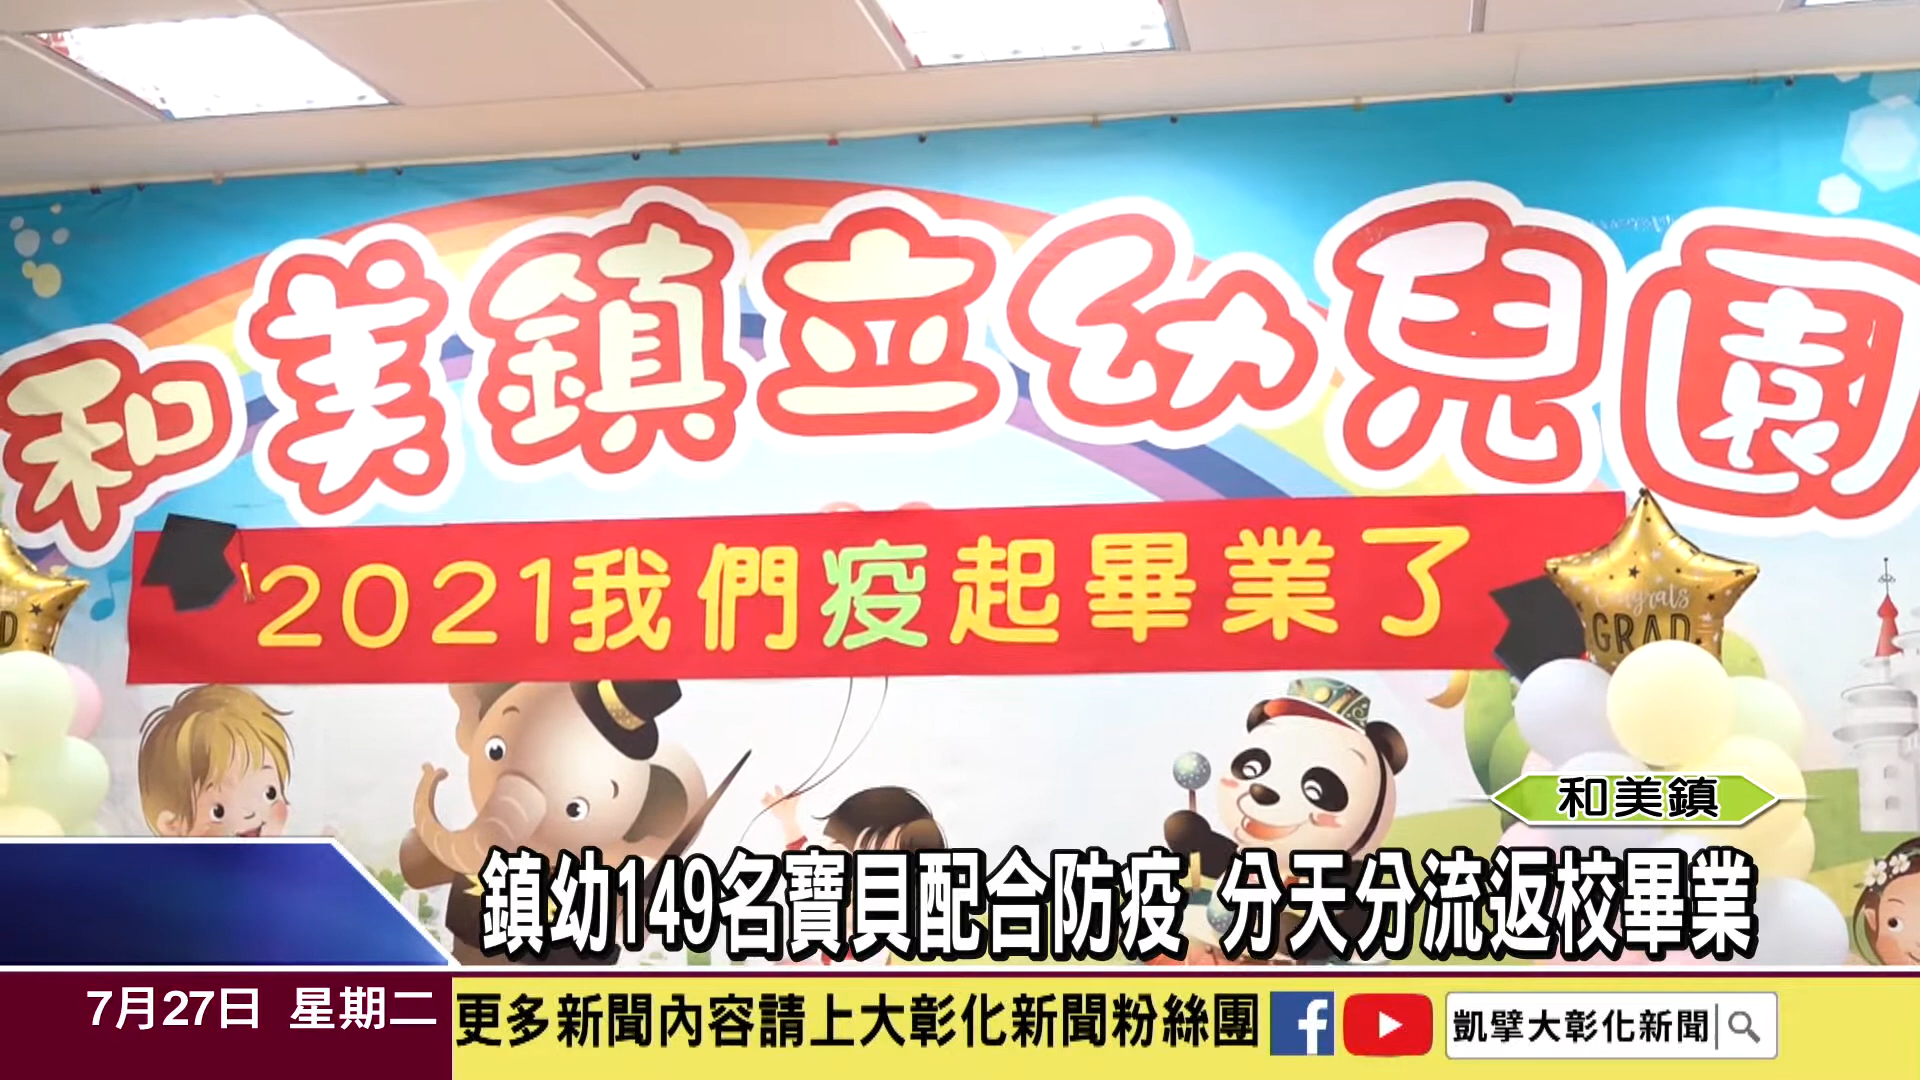 和美鎮立幼兒園
2021我們疫起畢業了
Congrats
GRAD
D
和美鎮
鎮幼149名寶貝配合防疫 分天分流返校畢業
7月27日 星期二
更多新聞內容請上大彰化新聞粉絲團
凱擘大彰化新聞